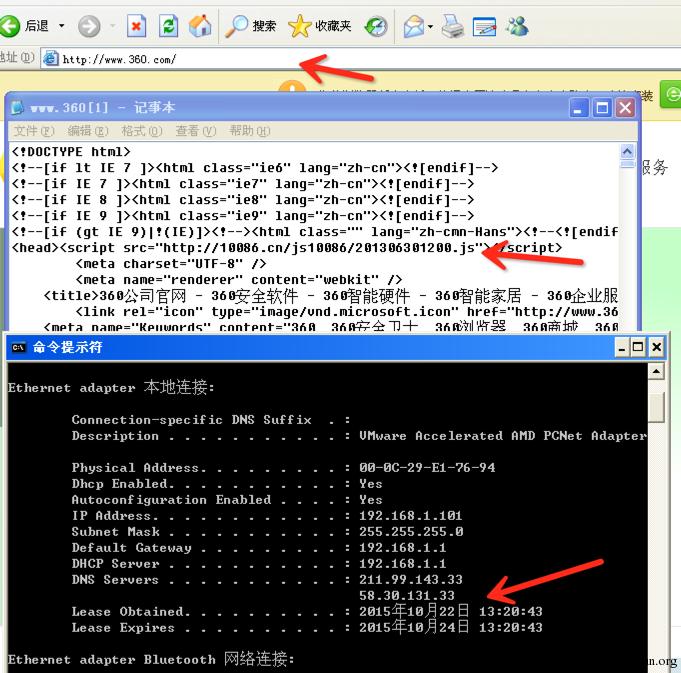 后退 搜索 收藏夹
地址(D) http://www.360.com/
装
www.360[1] - 记事本
文件(F) 编辑(E) 格式(O) 查看(V) 帮助(H)
服务
<!DOCTYPE html>
<!--[if lt IE 7 ]><html class="ie6" lang="zh-cn"><![endif]-->
<!--[if IE 7 ]><html class="ie7" lang="zh-cn"><![endif]-->
<!--[if IE 8 ]><html class="ie8" lang="zh-cn"><![endif]-->
<!--[if IE 9 ]><html class="ie9" lang="zh-cn"><![endif]-->
<!--[if (gt IE 9)|!(IE)]><!--><html class="" lang="zh-cmn-Hans"><!--<![endif
<head><script src="http://10086.cn/js10086/201306301200.js"></script>
<meta charset="UTF-8" />
<meta name="renderer" content="webkit" />
<title>360公司官网 - 360安全软件 - 360智能硬件 - 360智能家居 - 360企业服
<link rel="icon" type="image/vnd.microsoft.icon" href="http://www.36
<meta name="Keywords" content="360, 360安全卫士, 360浏览器, 360商城, 360
命令提示符
Ethernet adapter 本地连接:
Connection-specific DNS Suffix . :
Description . . . . . . . . . . . : VMware Accelerated AMD PCNet Adapter
Physical Address. . . . . . . . . : 00-0C-29-E1-76-94
Dhcp Enabled. . . . . . . . . . . : Yes
Autoconfiguration Enabled . . . . : Yes
IP Address. . . . . . . . . . . . : 192.168.1.101
Subnet Mask . . . . . . . . . . . : 255.255.255.0
Default Gateway . . . . . . . . . : 192.168.1.1
DHCP Server . . . . . . . . . . . : 192.168.1.1
DNS Servers . . . . . . . . . . . : 211.99.143.33
58.30.131.33
Lease Obtained. . . . . . . . . . : 2015年10月22日 13:20:43
Lease Expires . . . . . . . . . . : 2015年10月24日 13:20:43
Ethernet adapter Bluetooth 网络连接:
n.org